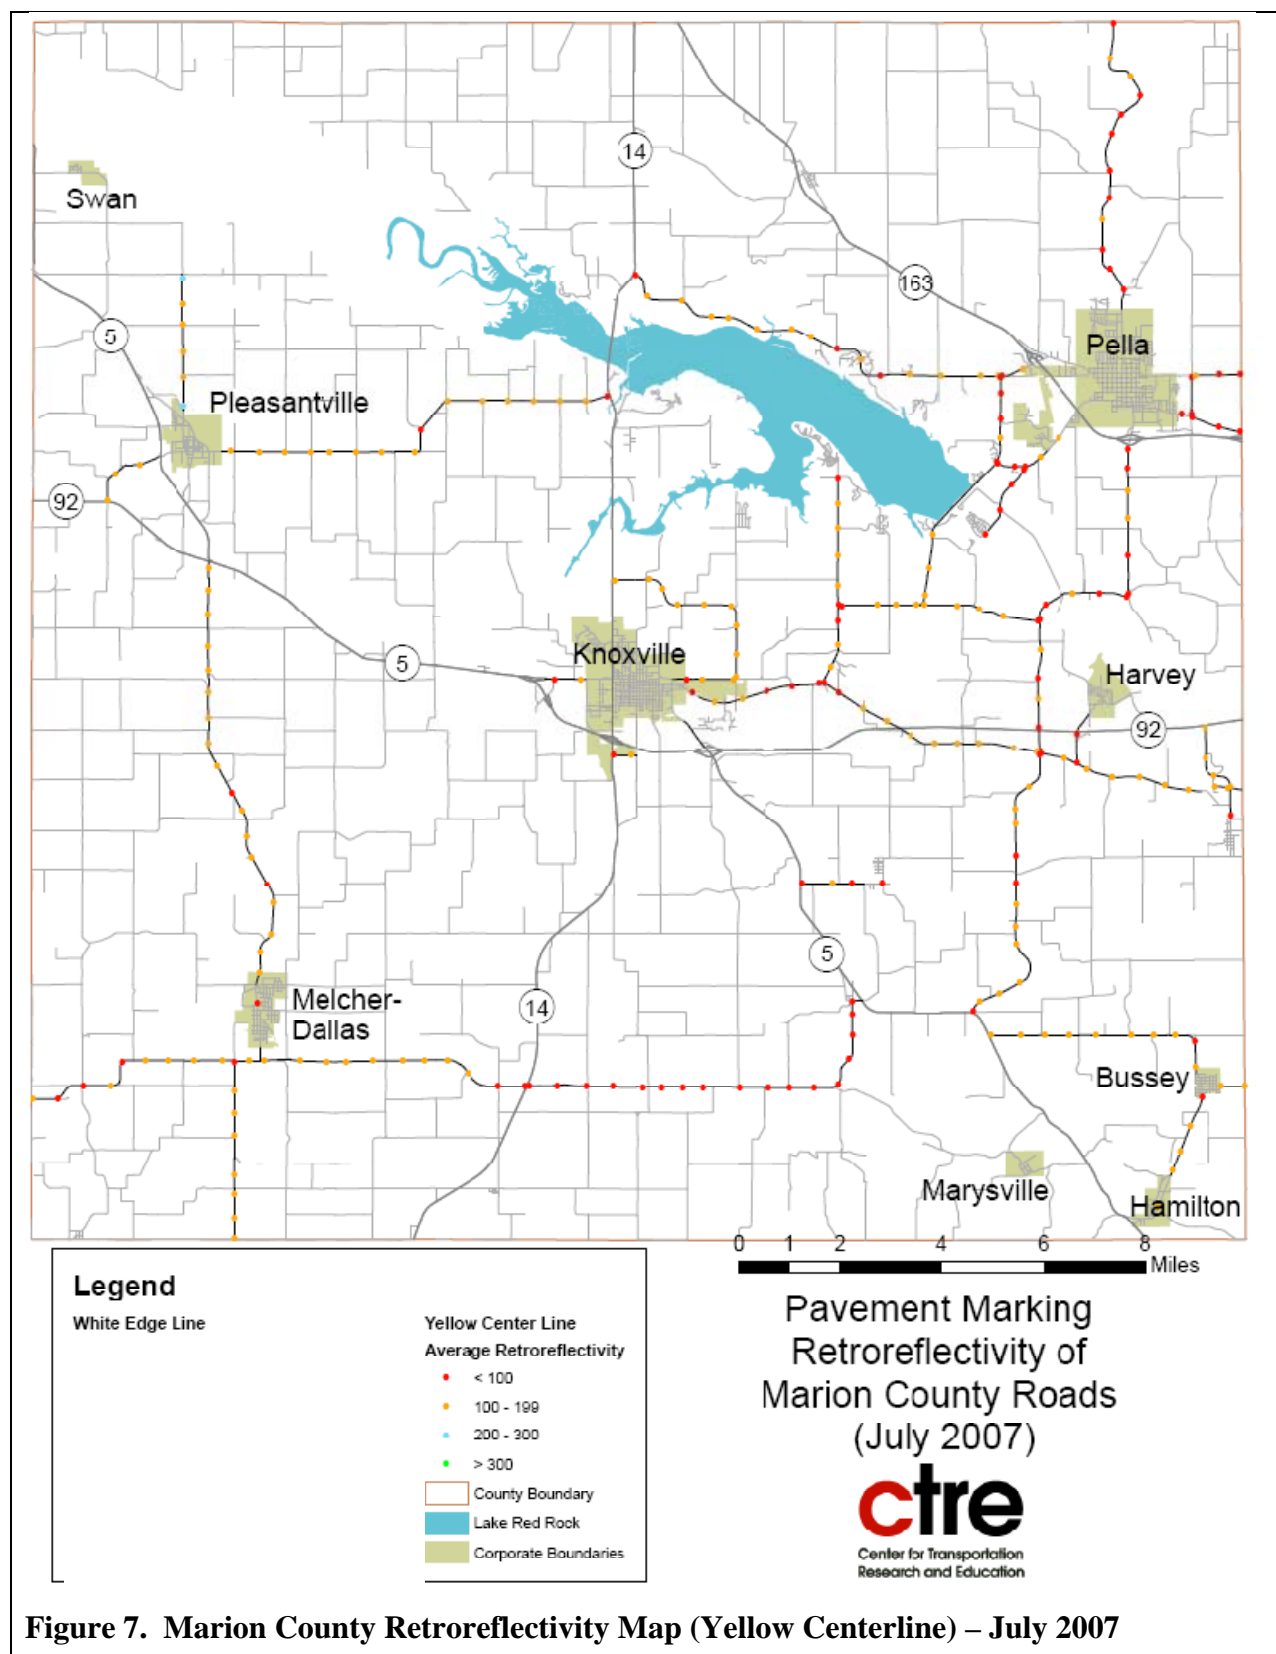 14
Swan
163
5
Pella
Pleasantville
92
Knoxville
5
Harvey
92
5
Melcher-
Dallas
14
Bussey
Marysville
Hamilton
0 1 2 4 6 8
Miles
Legend
White Edge Line
Yellow Center Line
Average Retroreflectivity
< 100
100 - 199
200 - 300
> 300
County Boundary
Lake Red Rock
Corporate Boundaries
Pavement Marking
Retroreflectivity of
Marion County Roads
(July 2007)
ctre
Center for Transportation
Research and Education
Figure 7. Marion County Retroreflectivity Map (Yellow Centerline) – July 2007